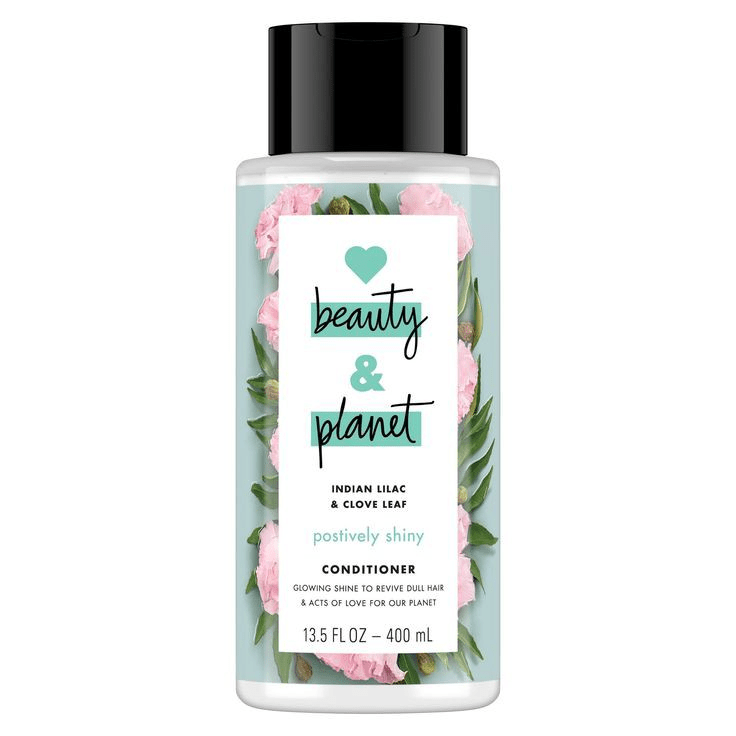 beauty
&
planet
INDIAN LILAC
& CLOVE LEAF
postively shiny
CONDITIONER
GLOWING SHINE TO REVIVE DULL HAIR
& ACTS OF LOVE FOR OUR PLANET
13.5 FL OZ – 400 mL